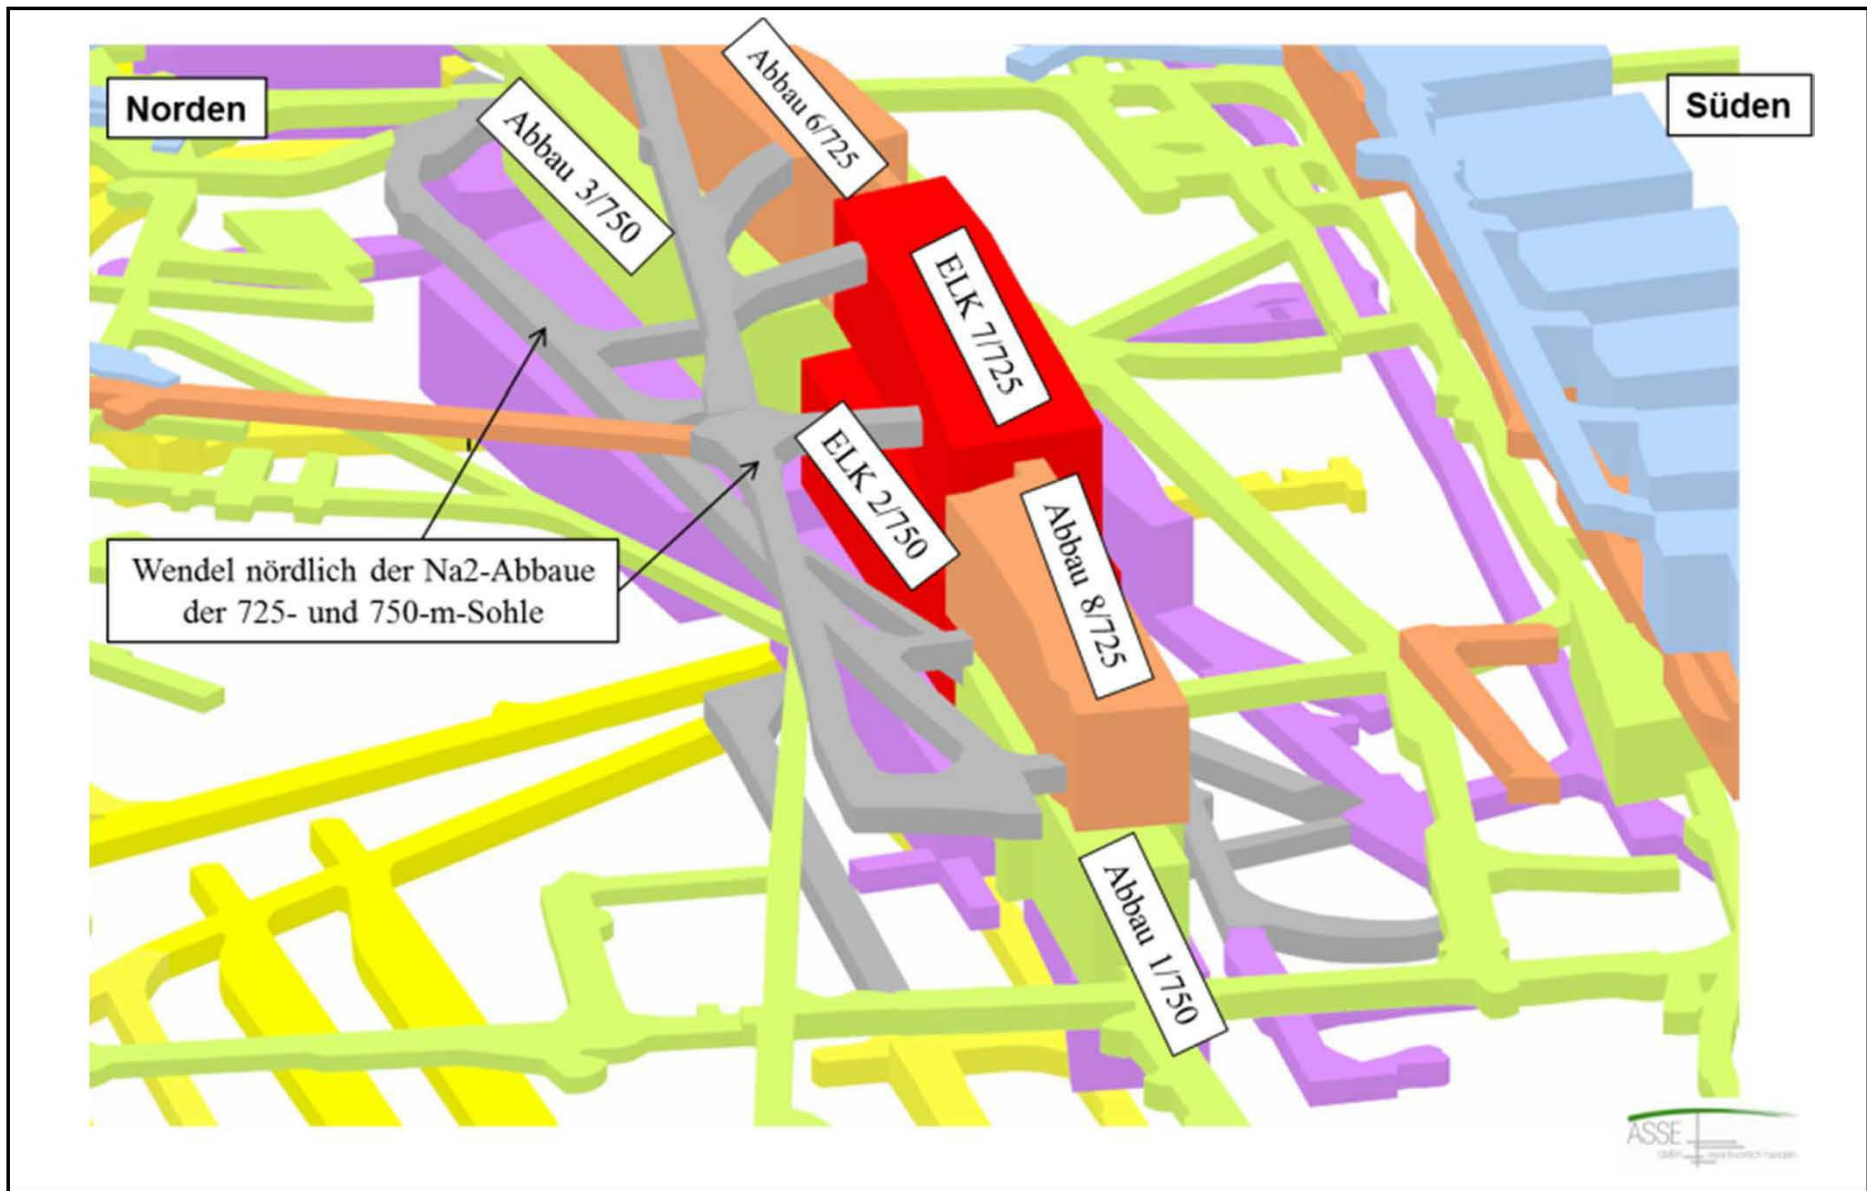 Norden
Süden
Abbau 6/725
Abbau 3/750
ELK 7/725
ELK 2/750
Abbau 8/725
Wendel nördlich der Na2-Abbaue
der 725- und 750-m-Sohle
Abbau 1/750
ASSE